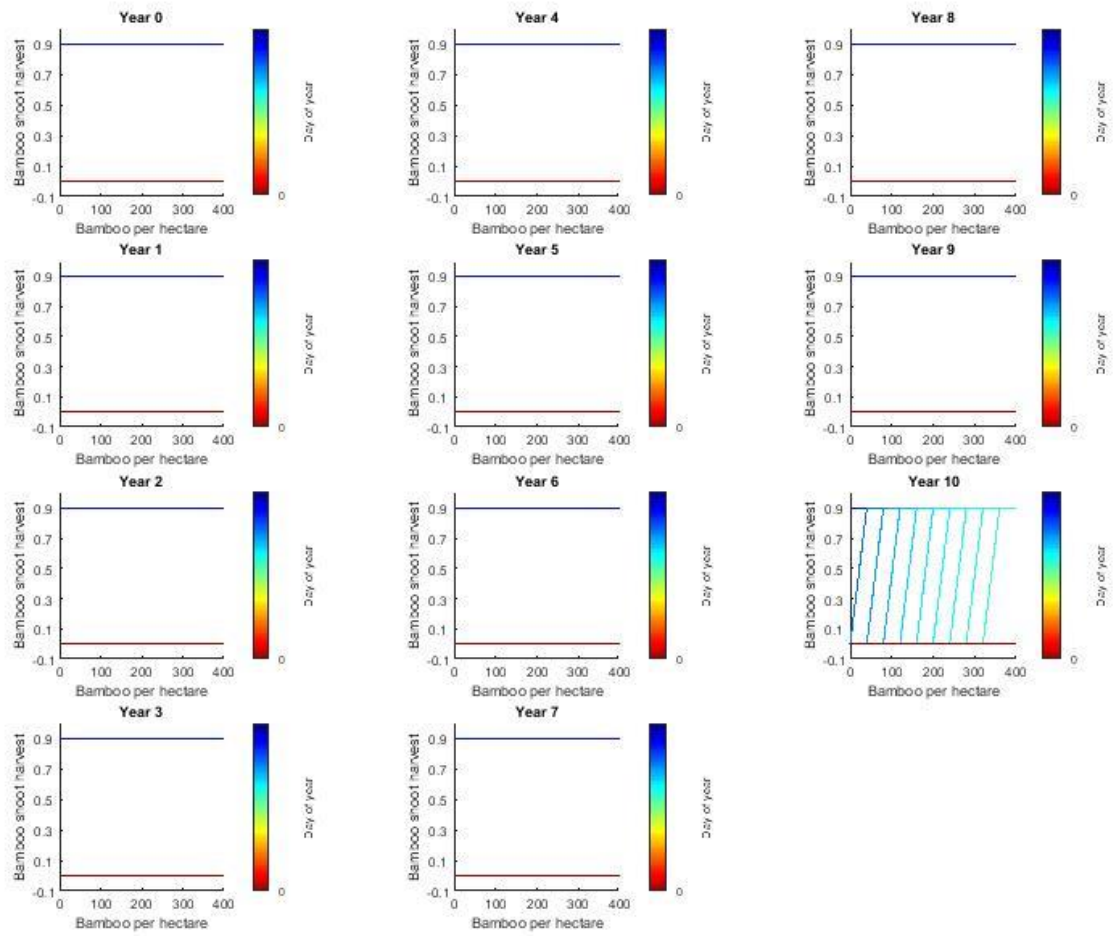 Year 0
Bamboo shoot harvest
0.9
0.7
0.5
0.3
0.1
-0.1
0 100 200 300 400
Bamboo per hectare
Day of year
0
Year 1
Bamboo shoot harvest
0.9
0.7
0.5
0.3
0.1
-0.1
0 100 200 300 400
Bamboo per hectare
Day of year
0
Year 2
Bamboo shoot harvest
0.9
0.7
0.5
0.3
0.1
-0.1
0 100 200 300 400
Bamboo per hectare
Day of year
0
Year 3
Bamboo shoot harvest
0.9
0.7
0.5
0.3
0.1
-0.1
0 100 200 300 400
Bamboo per hectare
Day of year
0
Year 4
Bamboo shoot harvest
0.9
0.7
0.5
0.3
0.1
-0.1
0 100 200 300 400
Bamboo per hectare
Day of year
0
Year 5
Bamboo shoot harvest
0.9
0.7
0.5
0.3
0.1
-0.1
0 100 200 300 400
Bamboo per hectare
Day of year
0
Year 6
Bamboo shoot harvest
0.9
0.7
0.5
0.3
0.1
-0.1
0 100 200 300 400
Bamboo per hectare
Day of year
0
Year 7
Bamboo shoot harvest
0.9
0.7
0.5
0.3
0.1
-0.1
0 100 200 300 400
Bamboo per hectare
Day of year
0
Year 8
Bamboo shoot harvest
0.9
0.7
0.5
0.3
0.1
-0.1
0 100 200 300 400
Bamboo per hectare
Day of year
0
Year 9
Bamboo shoot harvest
0.9
0.7
0.5
0.3
0.1
-0.1
0 100 200 300 400
Bamboo per hectare
Day of year
0
Year 10
Bamboo shoot harvest
0.9
0.7
0.5
0.3
0.1
-0.1
0 100 200 300 400
Bamboo per hectare
Day of year
0